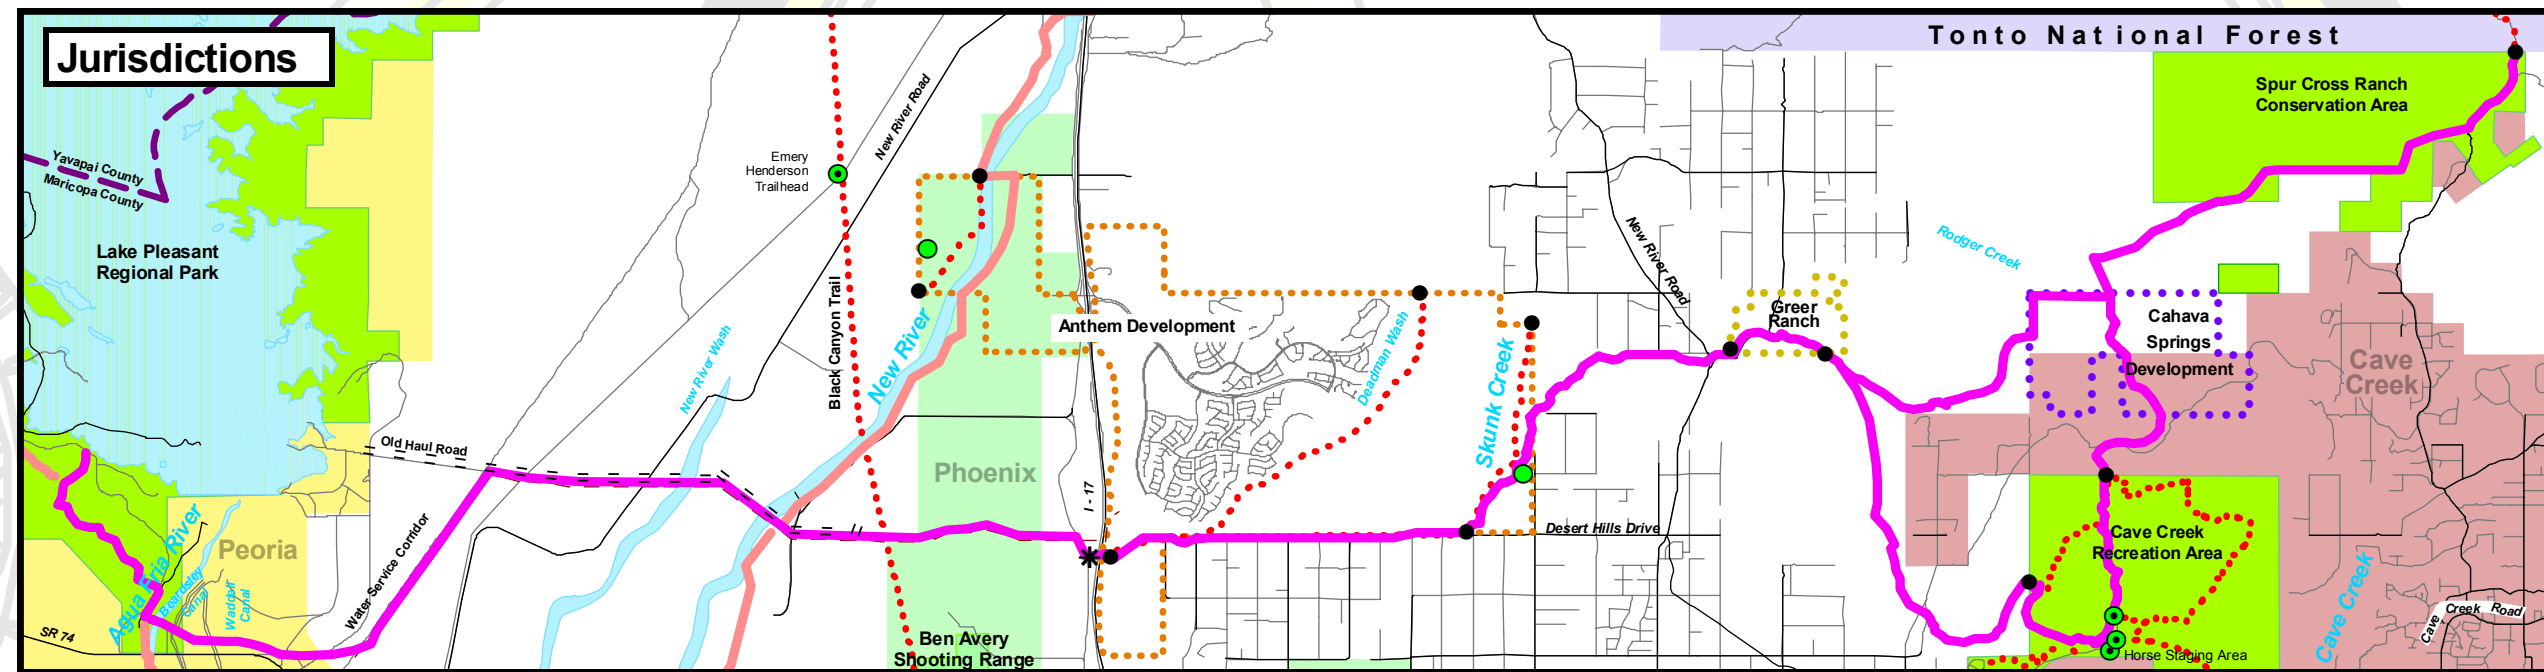 Jurisdictions
Tonto National Forest
Spur Cross Ranch
Conservation Area
Yavapai County
Maricopa County
Emery
Henderson
Trailhead
New River Road
Lake Pleasant
Regional Park
Black Canyon Trail
New River
New River Wash
Anthem Development
Deadman Wash
Skunk Creek
New River Road
Greer
Ranch
Rodger Creek
Cahava
Springs
Development
Cave
Creek
Old Haul Road
Phoenix
I - 17
Desert Hills Drive
Cave Creek
Recreation Area
Peoria
Agua Fria River
Beardsley
Canal
Waddell
Canal
Water Service Corridor
SR 74
Ben Avery
Shooting Range
Horse Staging Area
Cave Creek
Cave Creek Road